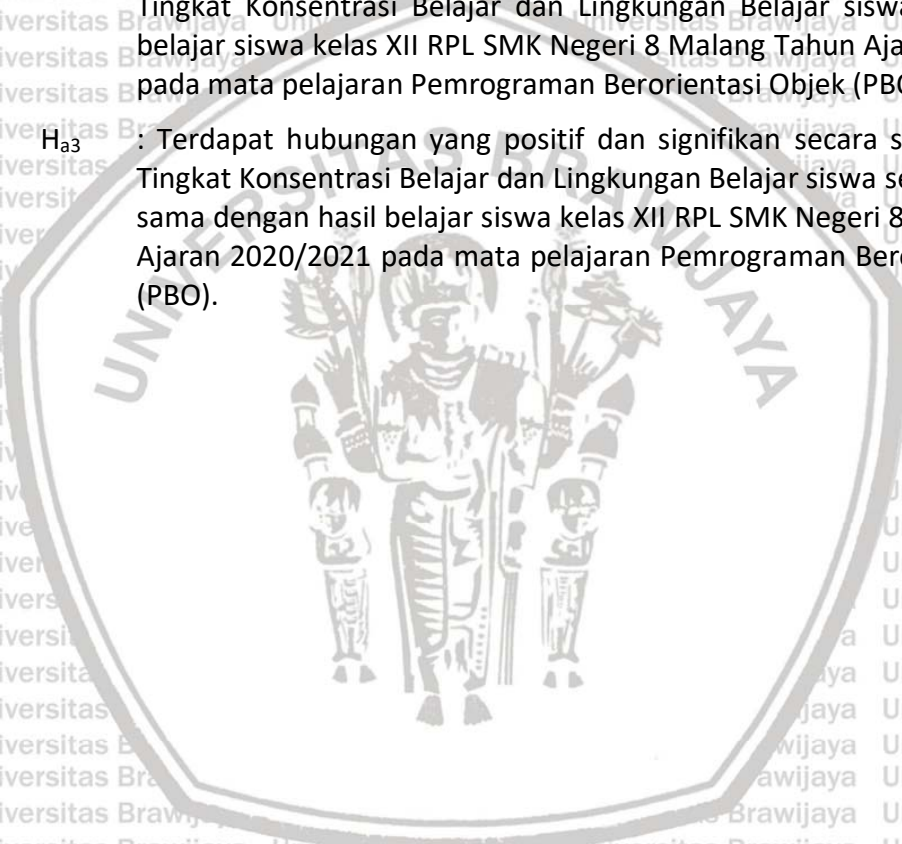 Tingkat Konsentrasi Belajar dan Lingkungan Belajar siswa
belajar siswa kelas XII RPL SMK Negeri 8 Malang Tahun Aja
pada mata pelajaran Pemrograman Berorientasi Objek (PBO
Ha3 : Terdapat hubungan yang positif dan signifikan secara s
Tingkat Konsentrasi Belajar dan Lingkungan Belajar siswa se
sama dengan hasil belajar siswa kelas XII RPL SMK Negeri 8
Ajaran 2020/2021 pada mata pelajaran Pemrograman Bero
(PBO).
UNIVERSITAS BRAWIJAYA